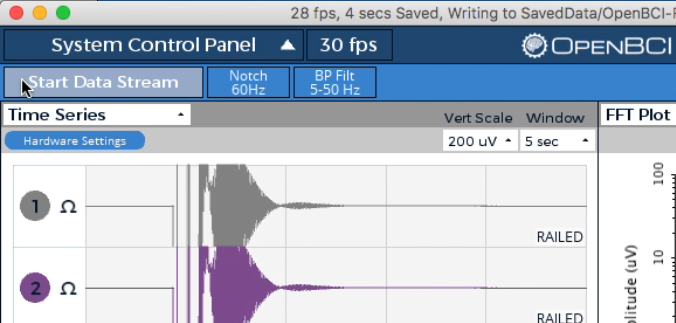 28 fps, 4 secs Saved, Writing to SavedData/OpenBCI-
System Control Panel
30 fps
OPENBCI
Start Data Stream
Notch
60Hz
BP Filt
5-50 Hz
Time Series
Vert Scale
Window
FFT Plot
Hardware Settings
200 uV
5 sec
1 Ω
RAILED
2 Ω
RAILED
100
10
plitude (uV)